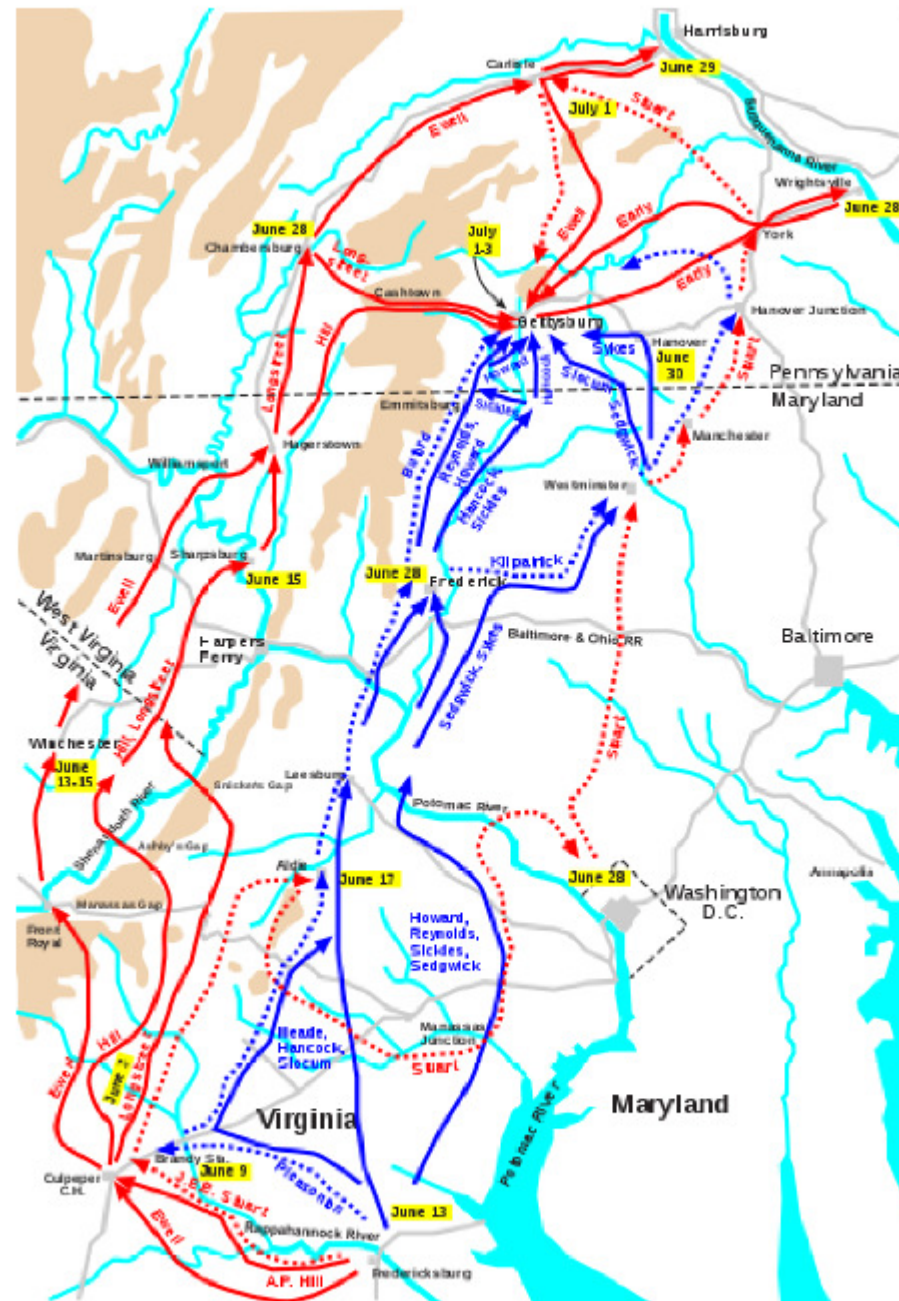 Harrisburg
Carlisle
June 29
July 1
Stuart
Ewell
Susquehanna River
Wrightsville
June 28
York
June 28
Chambersburg
Long-
street
July
1-3
Ewell
Early
Early
Cashtown
Gettysburg
Hanover Junction
Longstreet
Hill
Howard
Hancock
Sykes
Hanover
June
30
Stuart
Slocum, Sedgwick
Pennsylvania
Maryland
Emmitsburg
Sickles
Manchester
Hagerstown
Williamsport
Buford
Reynolds,
Howard
Hancock,
Sickles
Westminster
Martinsburg
Sharpsburg
June 15
June 28
Frederick
Kilpatrick
Ewell
West Virginia
Virginia
Harpers
Ferry
Baltimore & Ohio RR
Baltimore
Sedgwick, Sykes
Hill, Longstreet
Winchester
June
13-15
Stuart
Leesburg
Snickers Gap
Potomac River
Shenandoah River
Ashby's Gap
Aldie
June 17
June 28
Washington
D.C.
Annapolis
Manassas Gap
Front
Royal
Howard,
Reynolds,
Sickles,
Sedgwick
Manassas
Junction
Meade,
Hancock,
Slocum
Stuart
Ewell
Hill
Longstreet
Virginia
Maryland
Potomac River
Brandy Sta.
June 9
Pleasonton
Culpeper
C.H.
J.E.B. Stuart
June 13
Ewell
Rappahannock River
A.P. Hill
Fredericksburg